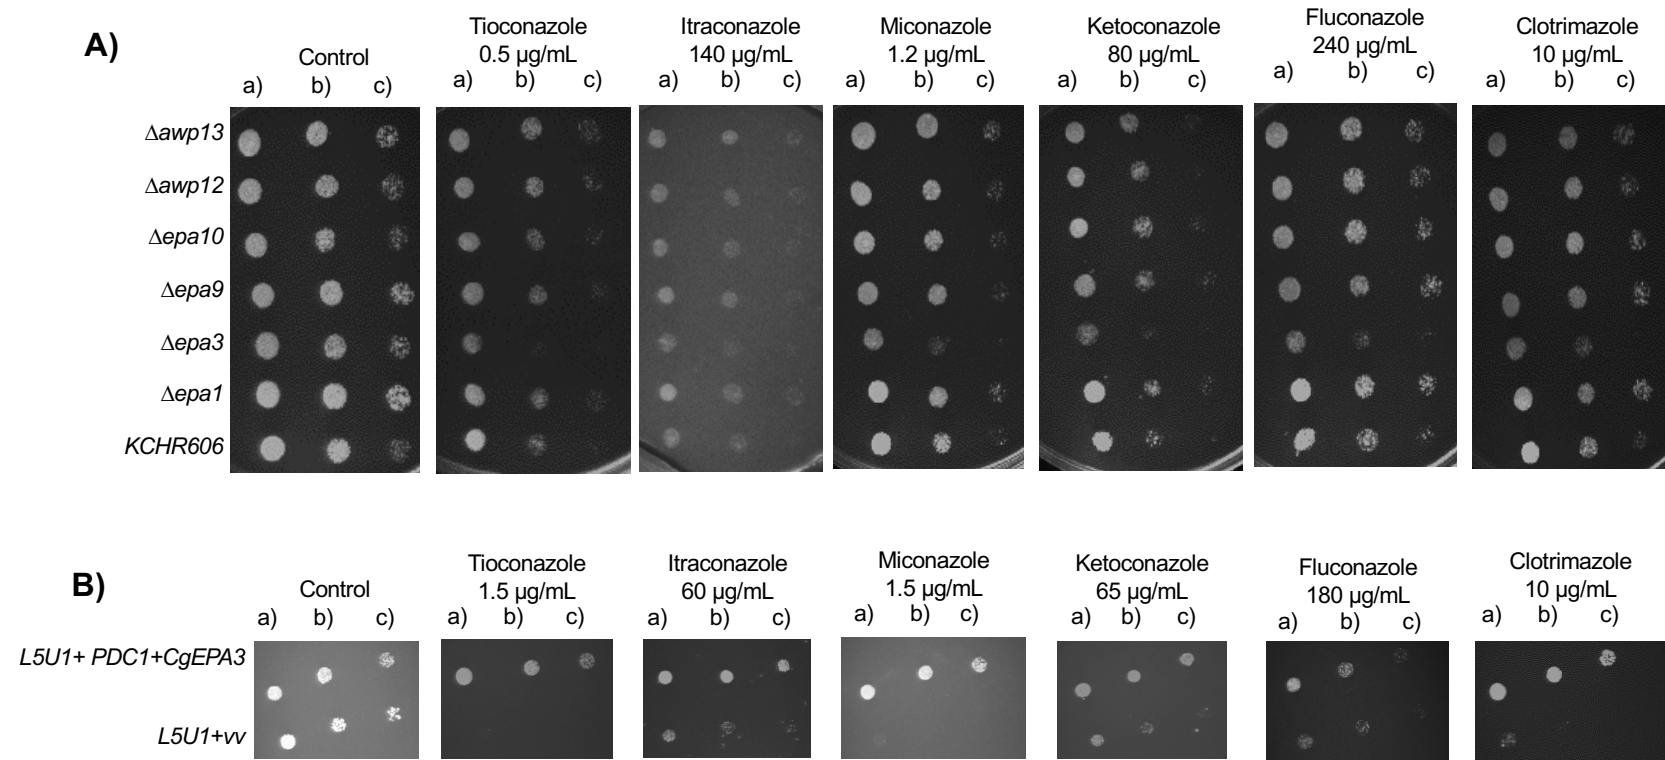 A)
Control
Tioconazole
0.5 µg/mL
Itraconazole
140 µg/mL
Miconazole
1.2 µg/mL
Ketoconazole
80 µg/mL
Fluconazole
240 µg/mL
Clotrimazole
10 µg/mL
a) b) c)
a) b) c)
a) b) c)
a) b) c)
a) b) c)
a) b) c)
a) b) c)
Δawp13
Δawp12
Δepa10
Δepa9
Δepa3
Δepa1
KCHR606
B)
Control
Tioconazole
1.5 µg/mL
Itraconazole
60 µg/mL
Miconazole
1.5 µg/mL
Ketoconazole
65 µg/mL
Fluconazole
180 µg/mL
Clotrimazole
10 µg/mL
a) b) c)
a) b) c)
a) b) c)
a) b) c)
a) b) c)
a) b) c)
a) b) c)
L5U1+ PDC1+CgEPA3
L5U1+vv